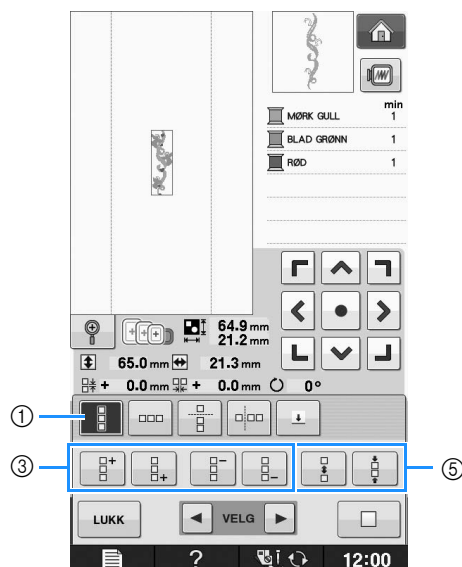 min
MØRK GULL 1
BLAD GRØNN 1
RØD 1
64.9 mm
21.2 mm
65.0 mm 21.3 mm
+ 0.0 mm + 0.0 mm 0°
①
③ ⑤
LUKK VELG
? 12:00